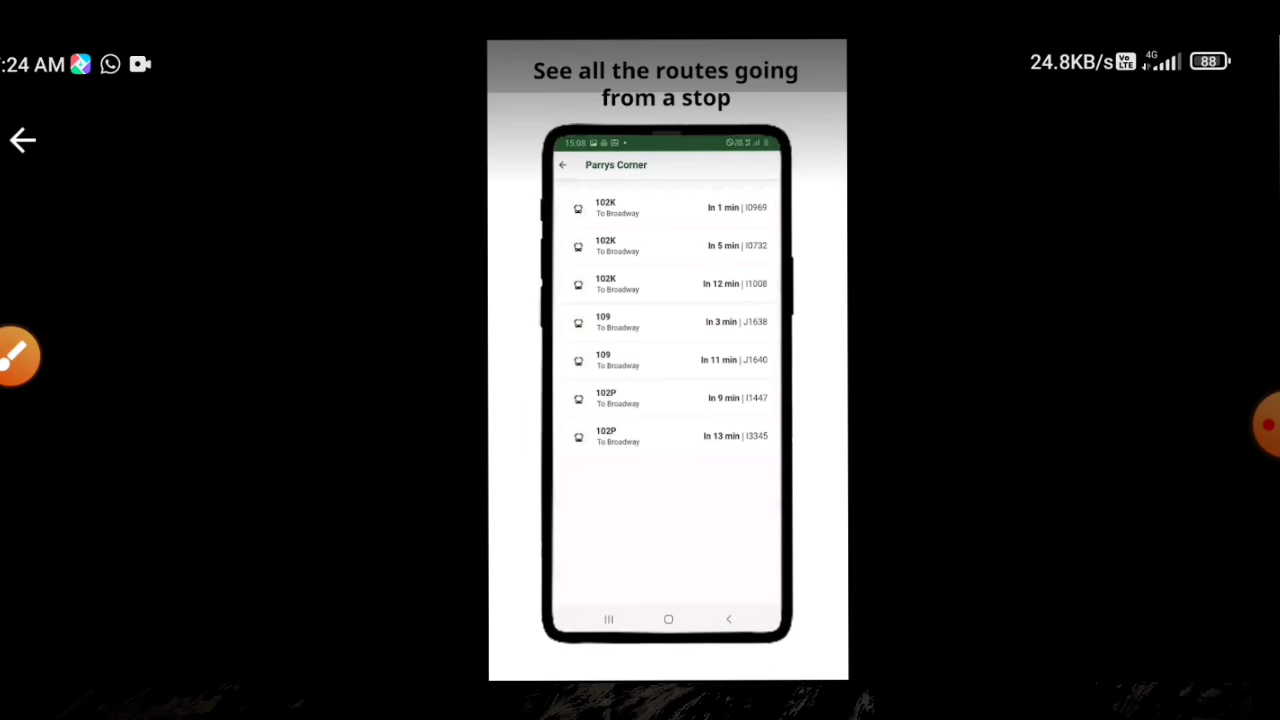 :24 AM
24.8KB/s Vo LTE 4G 88
See all the routes going
from a stop
15:08
Parrys Corner
102K
To Broadway
In 1 min | I0969
102K
To Broadway
In 5 min | I0732
102K
To Broadway
In 12 min | I1008
109
To Broadway
In 3 min | J1638
109
To Broadway
In 11 min | J1640
102P
To Broadway
In 9 min | I1447
102P
To Broadway
In 13 min | I3345